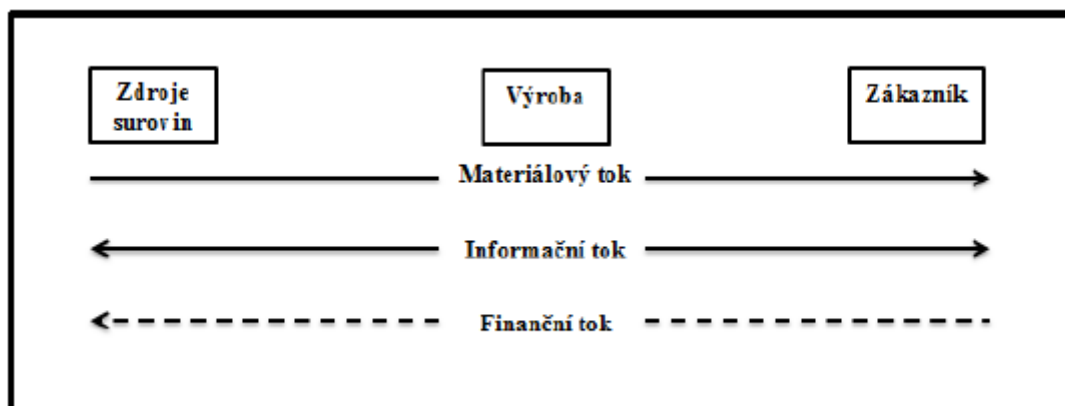 Zdroje
surovin
Výroba
Zákazník
Materiálový tok
Informační tok
Finanční tok